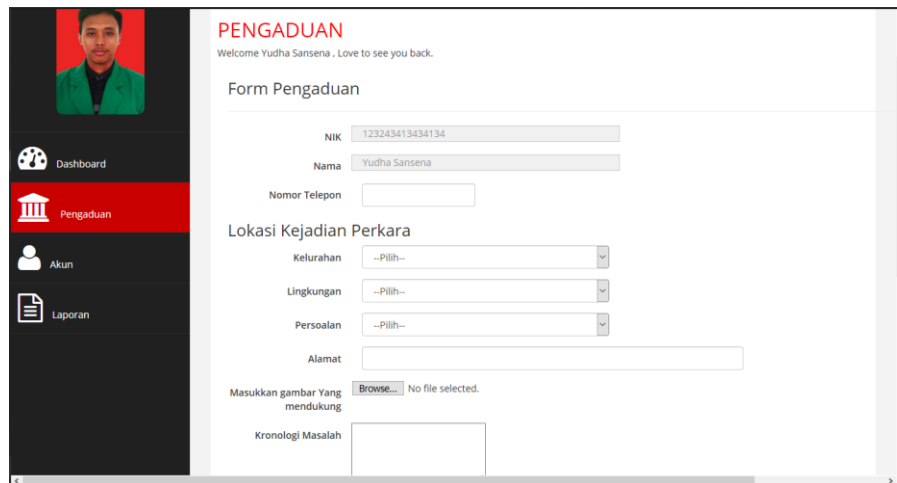 PENGADUAN
Welcome Yudha Sansena , Love to see you back.
Form Pengaduan
NIK 123243413434134
Nama Yudha Sansena
Nomor Telepon
Lokasi Kejadian Perkara
Kelurahan --Pilih--
Lingkungan --Pilih--
Persoalan --Pilih--
Alamat
Masukkan gambar Yang mendukung Browse... No file selected.
Kronologi Masalah
Dashboard
Pengaduan
Akun
Laporan